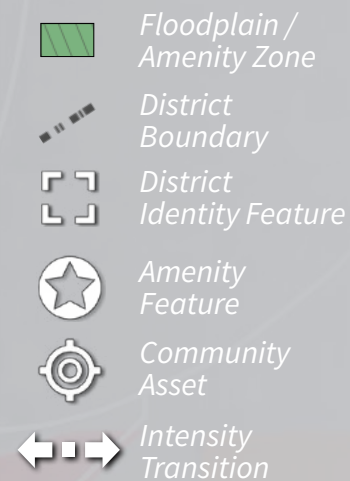 Floodplain /
Amenity Zone
District
Boundary
District
Identity Feature
Amenity
Feature
Community
Asset
Intensity
Transition